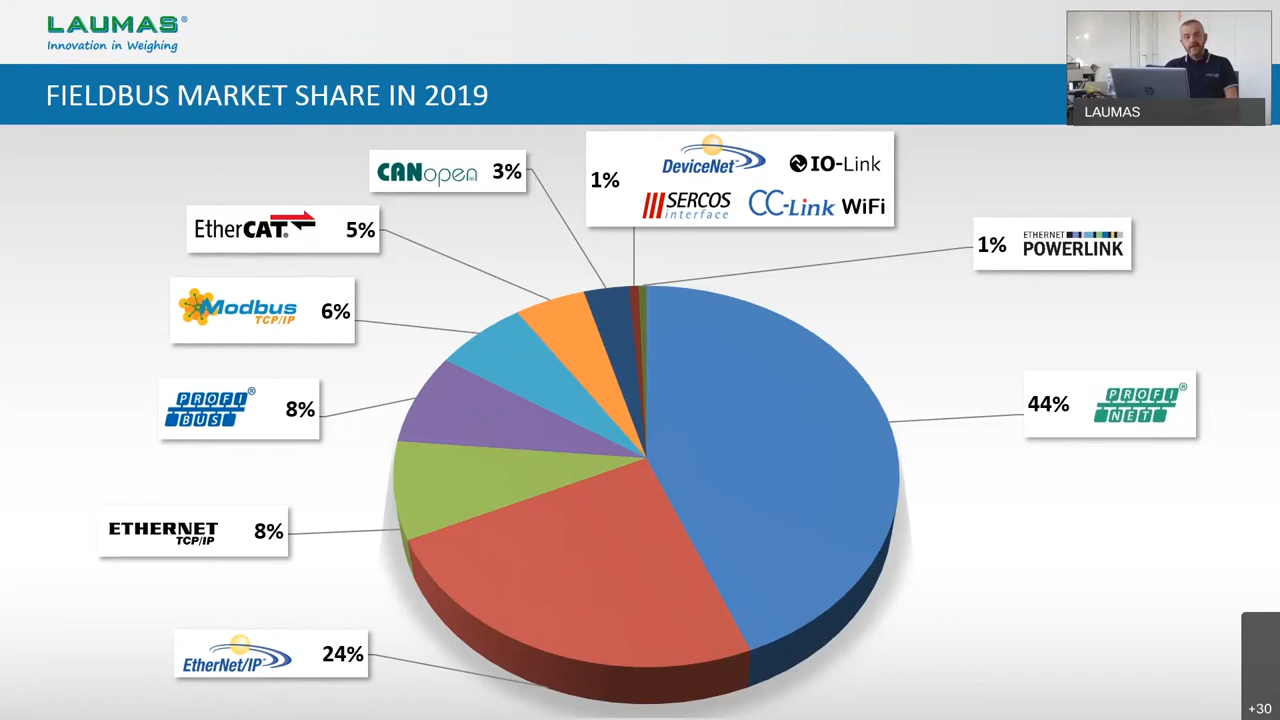 LAUMAS®
Innovation in Weighing
FIELDBUS MARKET SHARE IN 2019
LAUMAS
CANopen 3%
1% DeviceNet™ IO-Link
SERCOS interface CC-Link WiFi
EtherCAT® 5%
1% ETHERNET POWERLINK
Modbus TCP/IP 6%
PROFI BUS® 8%
44% PROFI NET®
ETHERNET TCP/IP 8%
EtherNet/IP™ 24%
+30